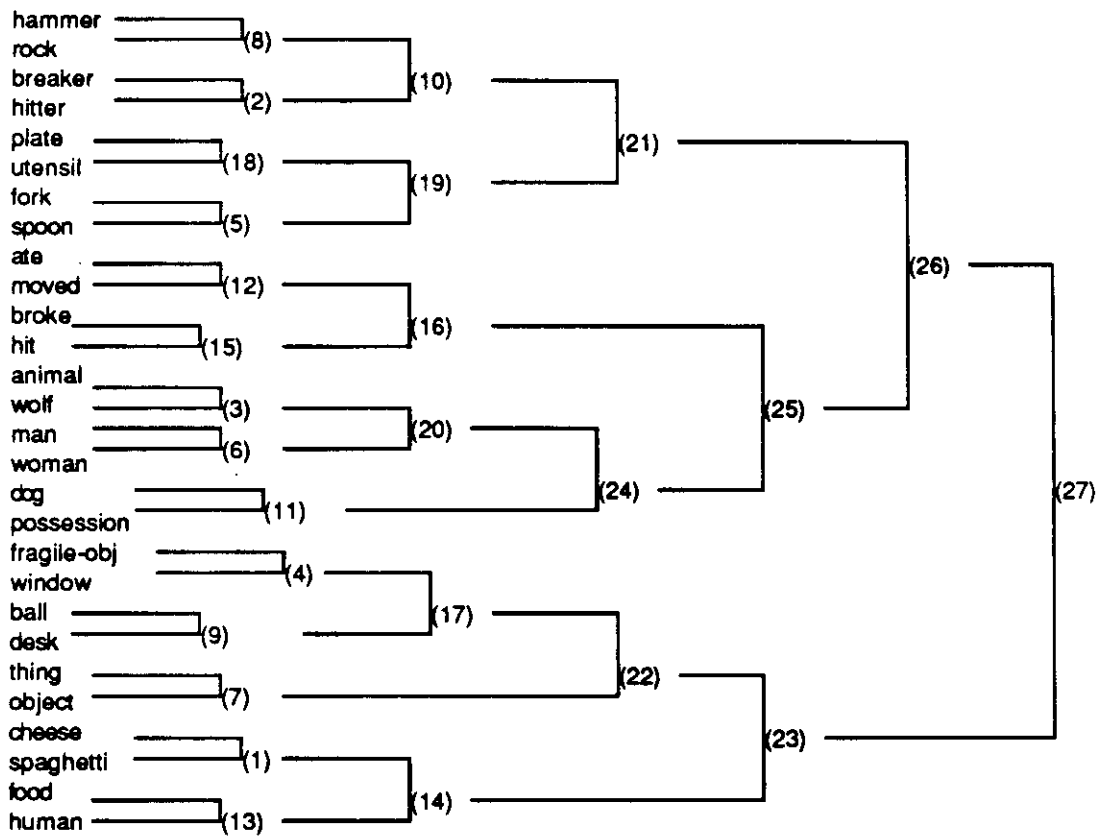 hammer
rock (8)
breaker (10)
hitter (2)
plate (21)
utensil (18)
fork (19)
spoon (5)
ate (26)
moved (12)
broke (16)
hit (15)
animal
wolf (3) (25)
man (20)
woman (6)
dog (24) (27)
possession (11)
fragile-obj
window (4)
ball (17)
desk (9)
thing (22)
object (7)
cheese (23)
spaghetti (1)
food (14)
human (13)